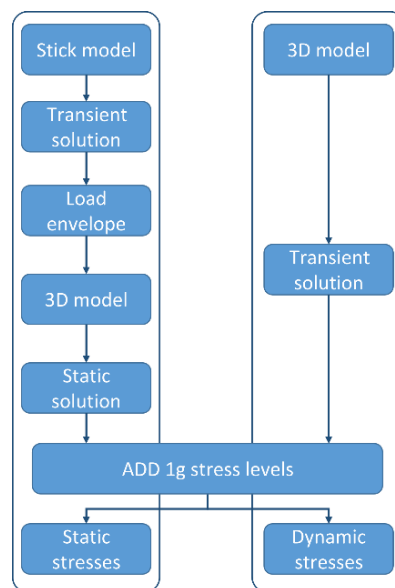 Stick model
3D model
Transient
solution
Load
envelope
3D model
Transient
solution
Static
solution
ADD 1g stress levels
Static
stresses
Dynamic
stresses